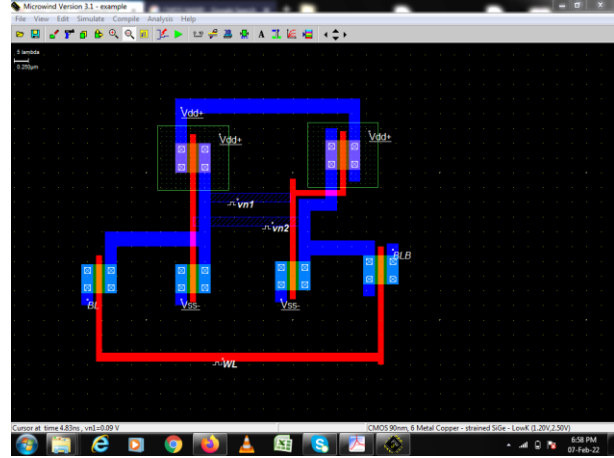 Microwind Version 3.1 - example
File View Edit Simulate Compile Analysis Help
5 lambda
0.250µm
Vdd+
Vdd+
Vdd+
vn1
vn2
BL
Vss-
Vss-
BLB
WL
Cursor at time 4.83ns , vn1=0.09 V
CMOS 90nm, 6 Metal Copper - strained SiGe - LowK (1.20V,2.50V)
6:58 PM
07-Feb-22